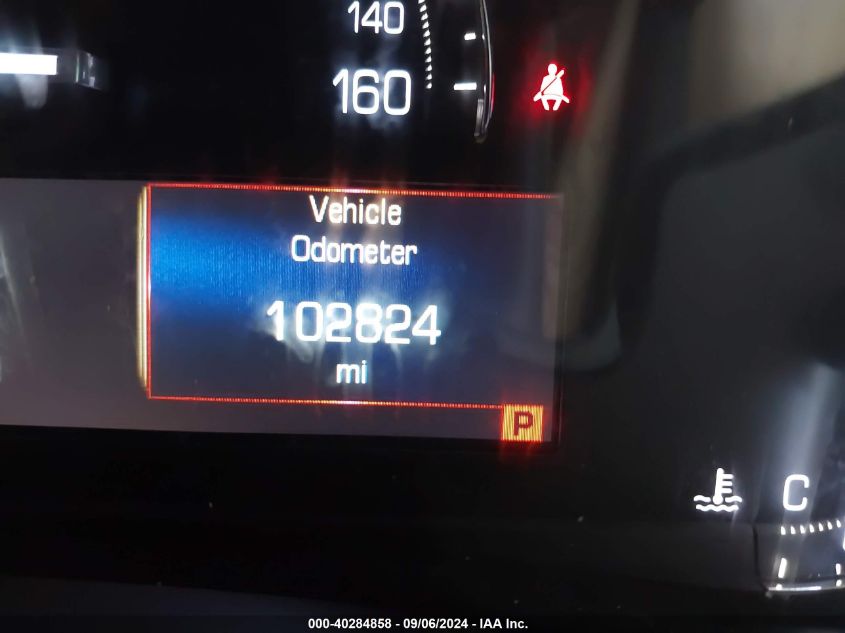 140
160
Vehicle
Odometer
102824
mi
P
C
000-40284858 - 09/06/2024 - IAA Inc.